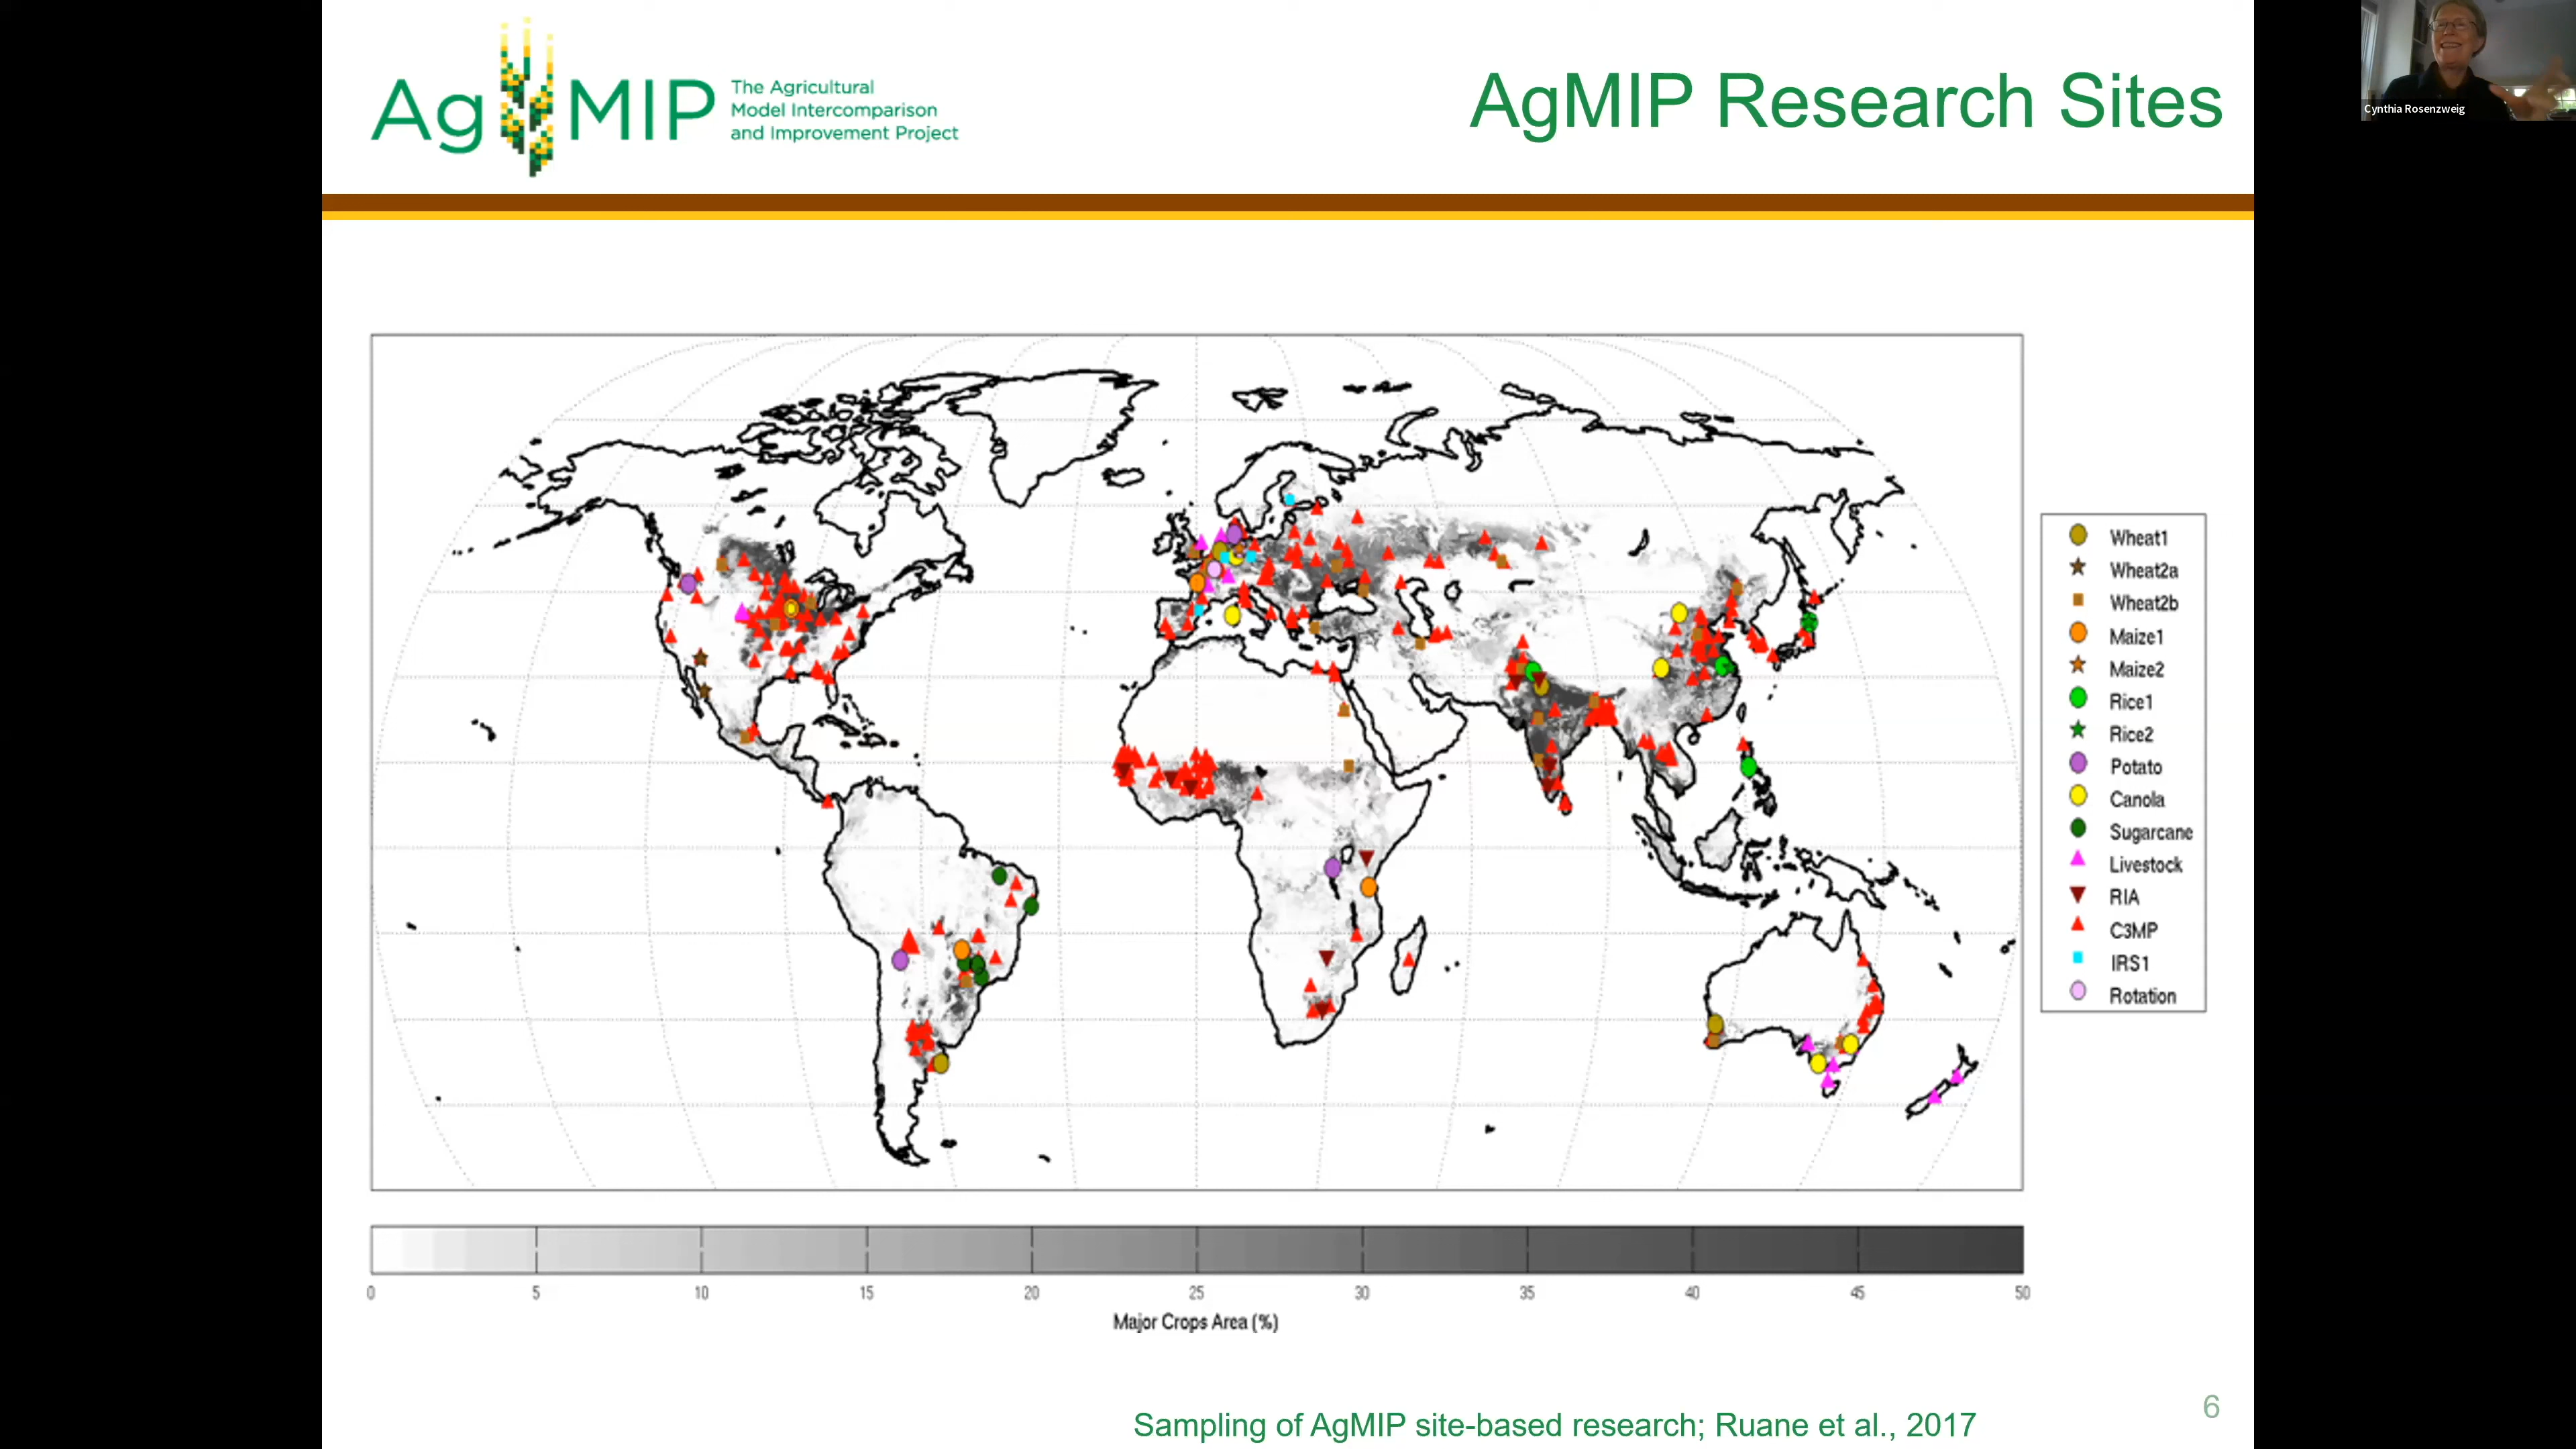 AgMIP
The Agricultural
Model Intercomparison
and Improvement Project
AgMIP Research Sites
Cynthia Rosenzweig
Wheat1
Wheat2a
Wheat2b
Maize1
Maize2
Rice1
Rice2
Potato
Canola
Sugarcane
Livestock
RIA
C3MP
IRS1
Rotation
0 5 10 15 20 25 30 35 40 45 50
Major Crops Area (%)
Sampling of AgMIP site-based research; Ruane et al., 2017
6